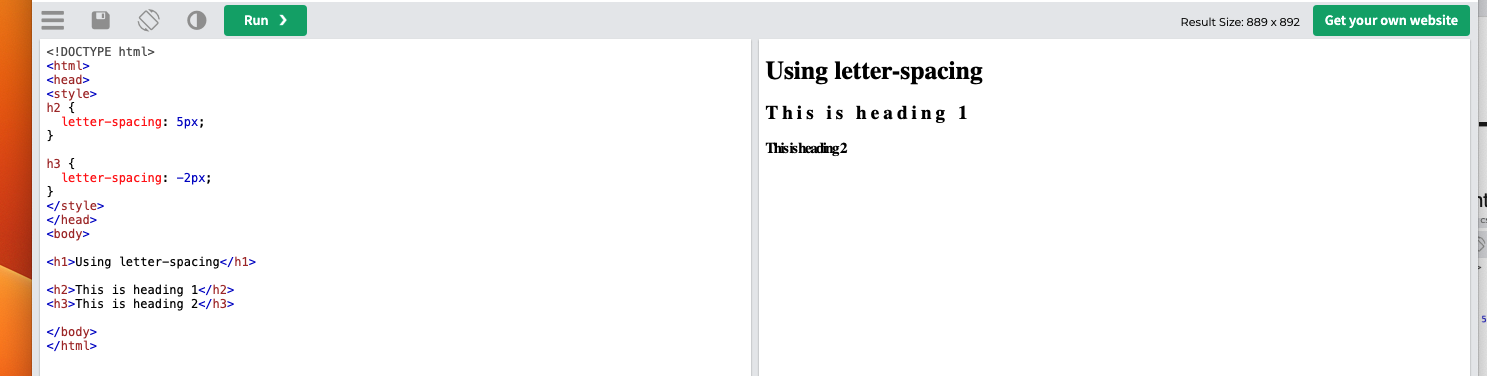 Run ❯
Result Size: 889 x 892
Get your own website
<!DOCTYPE html>
<html>
<head>
<style>
h2 {
  letter-spacing: 5px;
}

h3 {
  letter-spacing: -2px;
}
</style>
</head>
<body>

<h1>Using letter-spacing</h1>

<h2>This is heading 1</h2>
<h3>This is heading 2</h3>

</body>
</html>
Using letter-spacing
This is heading 1
This is heading 2
5